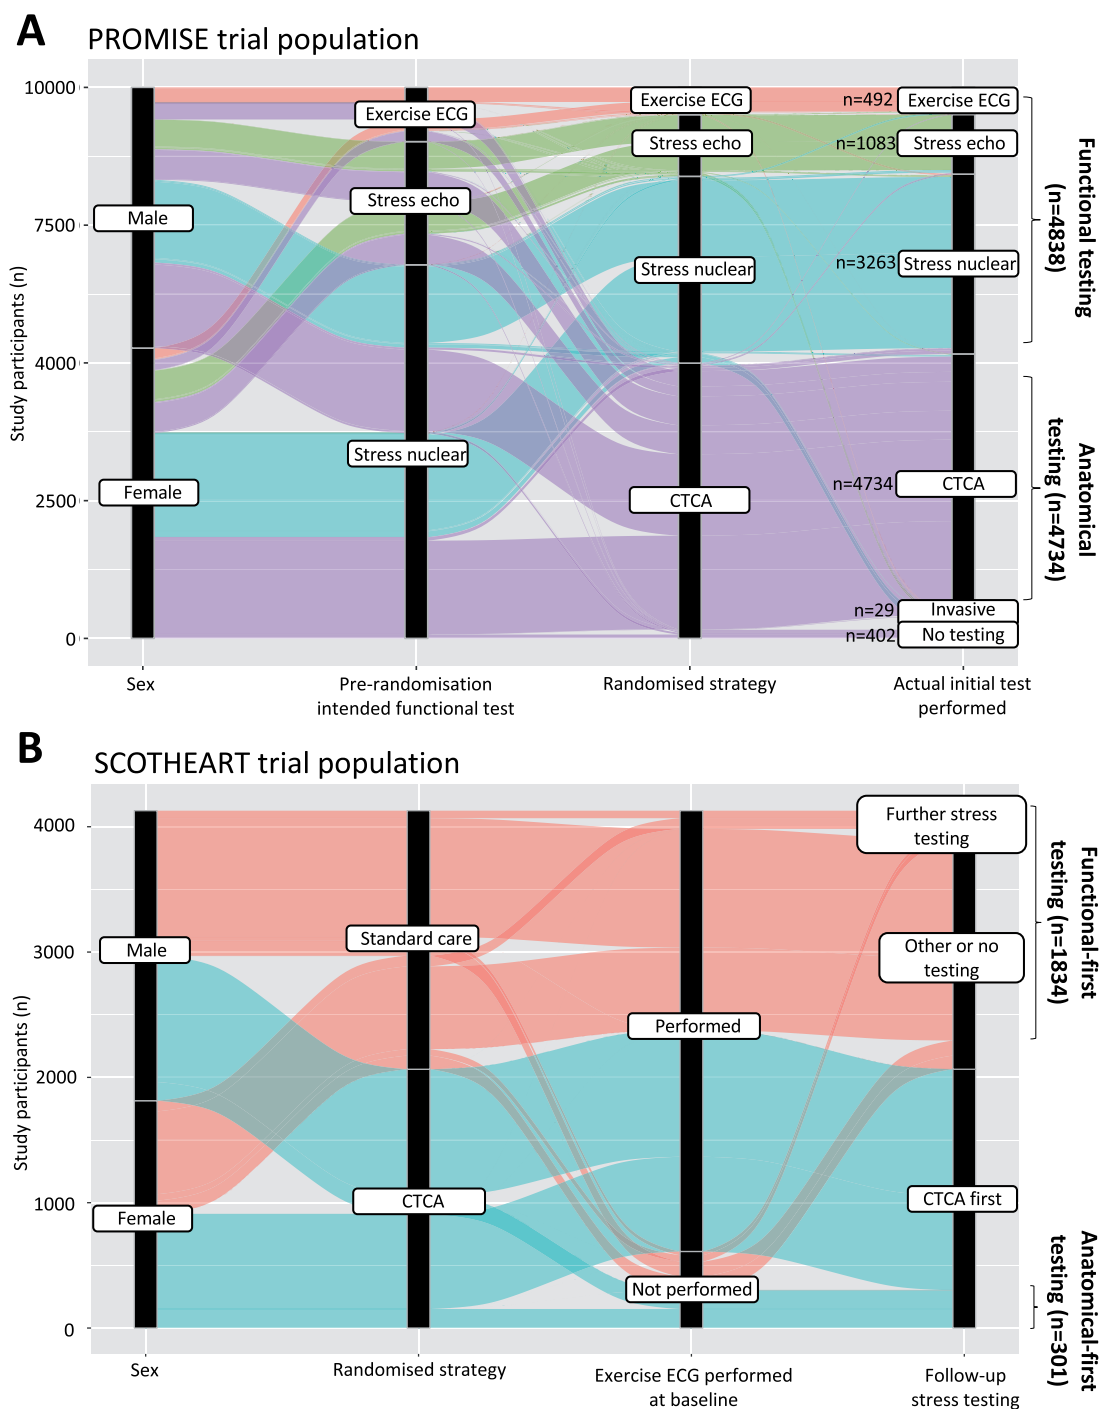 A
PROMISE trial population
Study participants (n)
10000
7500
4000
2500
0
Male
Female
Exercise ECG
Stress echo
Stress nuclear
Exercise ECG
Stress echo
Stress nuclear
CTCA
n=492
Exercise ECG
n=1083
Stress echo
n=3263
Stress nuclear
n=4734
CTCA
n=29
Invasive
n=402
No testing
Functional testing
(n=4838)
Anatomical
testing (n=4734)
Sex
Pre-randomisation
intended functional test
Randomised strategy
Actual initial test
performed
B
SCOTHEART trial population
Study participants (n)
4000
3000
2000
1000
0
Male
Female
Standard care
CTCA
Performed
Not performed
Further stress
testing
Other or no
testing
CTCA first
Functional-first
testing (n=1834)
Anatomical-first
testing (n=301)
Sex
Randomised strategy
Exercise ECG performed
at baseline
Follow-up
stress testing